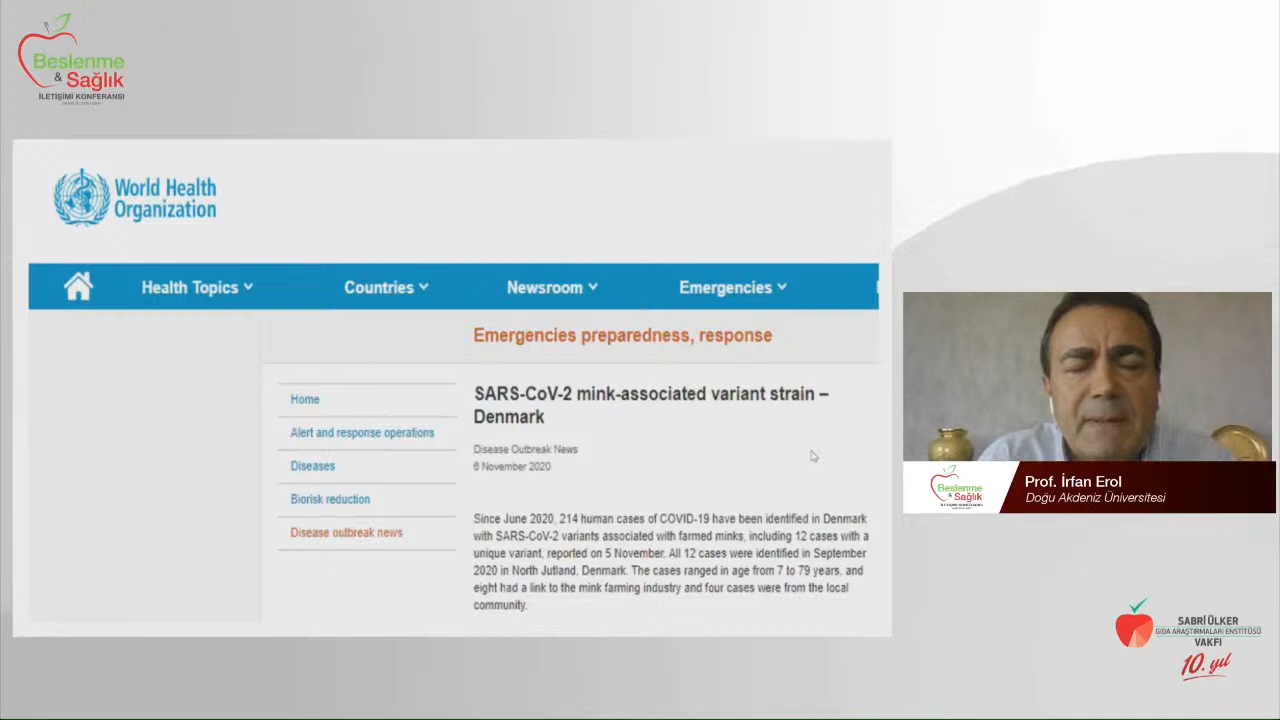 Beslenme
& Sağlık
İLETİŞİMİ KONFERANSI
World Health
Organization
Health Topics
Countries
Newsroom
Emergencies
Emergencies preparedness, response
Home
Alert and response operations
Diseases
Biorisk reduction
Disease outbreak news
SARS-CoV-2 mink-associated variant strain –
Denmark
Disease Outbreak News
6 November 2020
Since June 2020, 214 human cases of COVID-19 have been identified in Denmark
with SARS-CoV-2 variants associated with farmed minks, including 12 cases with a
unique variant, reported on 5 November. All 12 cases were identified in September
2020 in North Jutland, Denmark. The cases ranged in age from 7 to 79 years, and
eight had a link to the mink farming industry and four cases were from the local
community.
Beslenme
& Sağlık
Prof. İrfan Erol
Doğu Akdeniz Üniversitesi
SABRİ ÜLKER
GIDA ARAŞTIRMALARI ENSTİTÜSÜ
VAKFI
10. yıl